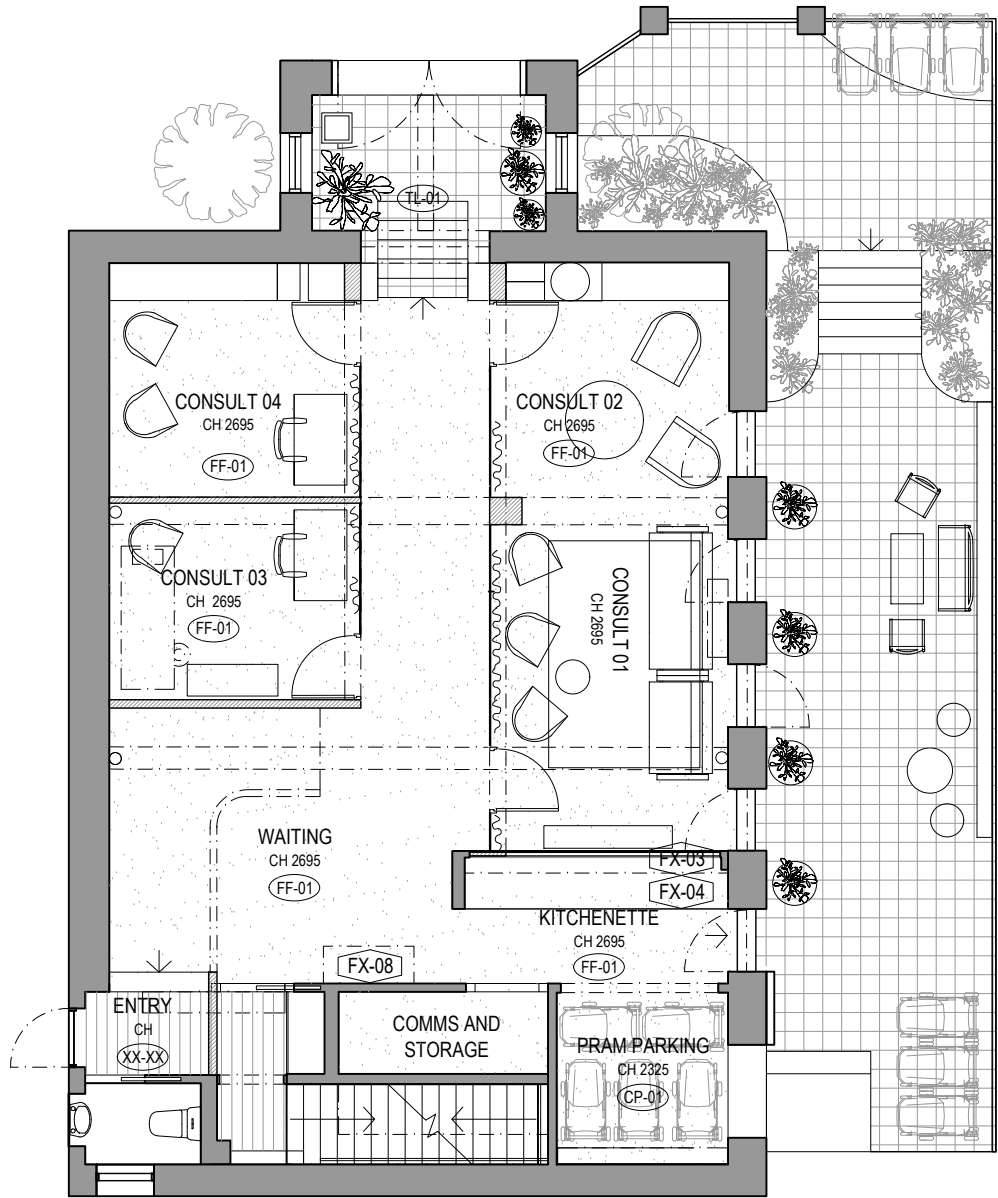 TL-01
CONSULT 04
CH 2695
FF-01
CONSULT 02
CH 2695
FF-01
CONSULT 03
CH 2695
FF-01
CONSULT 01
CH 2695
WAITING
CH 2695
FF-01
FX-03
FX-04
KITCHENETTE
CH 2695
FF-01
FX-08
ENTRY
CH
XX-XX
COMMS AND
STORAGE
PRAM PARKING
CH 2325
CP-01